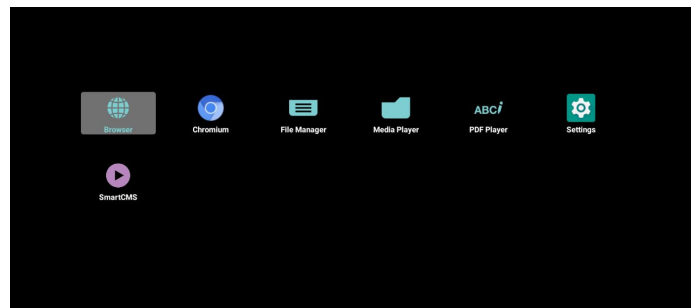 Browser
Chromium
File Manager
Media Player
ABCi
PDF Player
Settings
SmartCMS